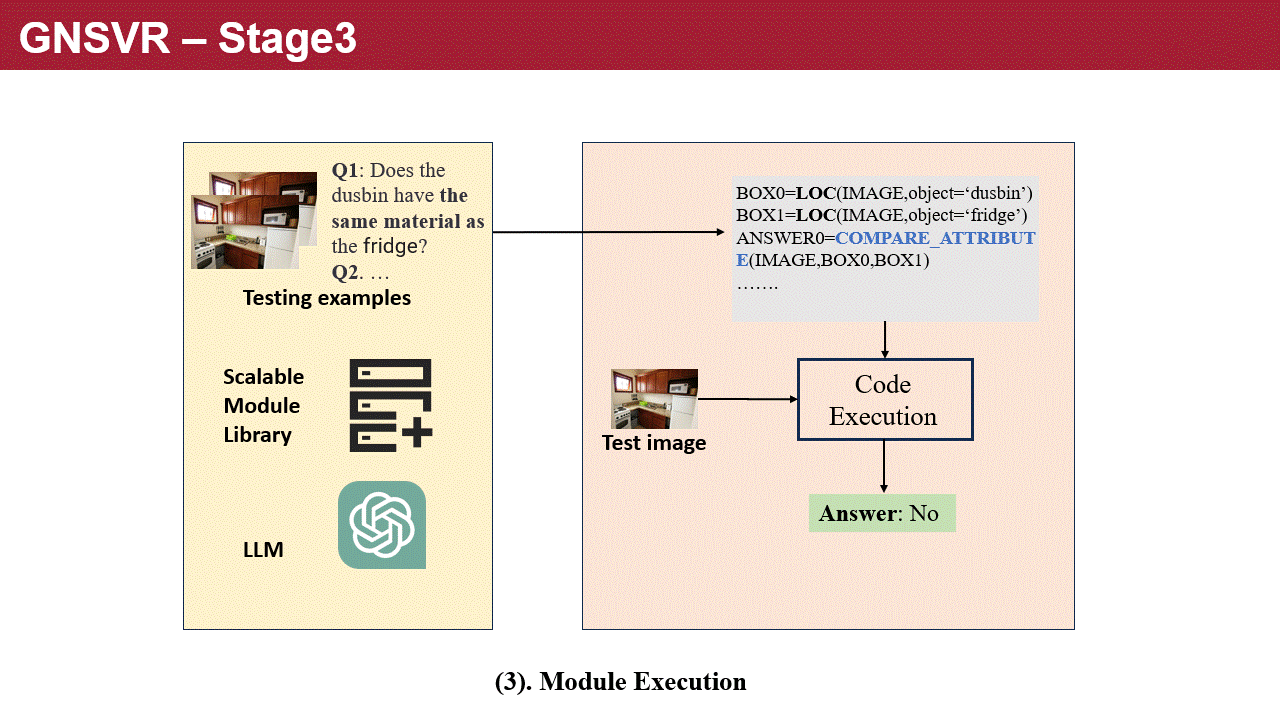 GNSVR – Stage3
Q1: Does the
dusbin have the
same material as
the fridge?
Q2. …
Testing examples
Scalable
Module
Library
LLM
BOX0=LOC(IMAGE,object=‘dusbin’)
BOX1=LOC(IMAGE,object=‘fridge’)
ANSWER0=COMPARE_ATTRIBUT
E(IMAGE,BOX0,BOX1)
…….
Test image
Code
Execution
Answer: No
(3). Module Execution